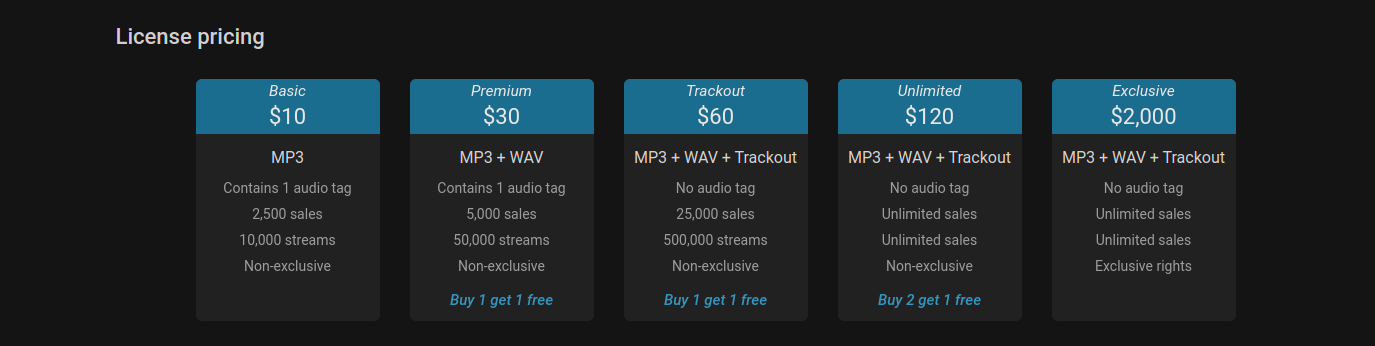 License pricing
Basic
$10
MP3
Contains 1 audio tag
2,500 sales
10,000 streams
Non-exclusive
Premium
$30
MP3 + WAV
Contains 1 audio tag
5,000 sales
50,000 streams
Non-exclusive
Buy 1 get 1 free
Trackout
$60
MP3 + WAV + Trackout
No audio tag
25,000 sales
500,000 streams
Non-exclusive
Buy 1 get 1 free
Unlimited
$120
MP3 + WAV + Trackout
No audio tag
Unlimited sales
Unlimited sales
Non-exclusive
Buy 2 get 1 free
Exclusive
$2,000
MP3 + WAV + Trackout
No audio tag
Unlimited sales
Unlimited sales
Exclusive rights